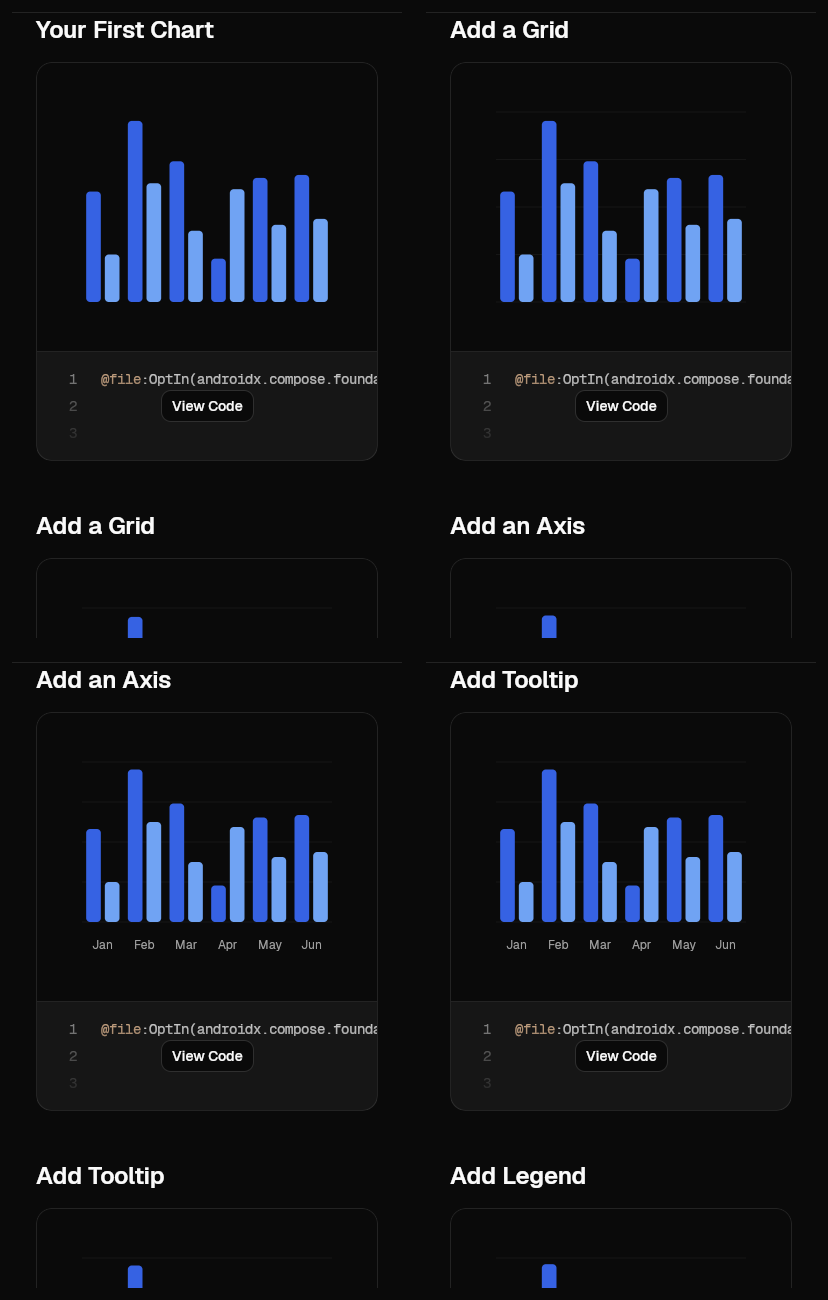 Your First Chart
1 @file:OptIn(androidx.compose.founda
2
View Code
3
Add a Grid
Add a Grid
1 @file:OptIn(androidx.compose.founda
2
View Code
3
Add an Axis
Add an Axis
Jan Feb Mar Apr May Jun
1 @file:OptIn(androidx.compose.founda
2
View Code
3
Add Tooltip
Add Tooltip
Jan Feb Mar Apr May Jun
1 @file:OptIn(androidx.compose.founda
2
View Code
3
Add Legend